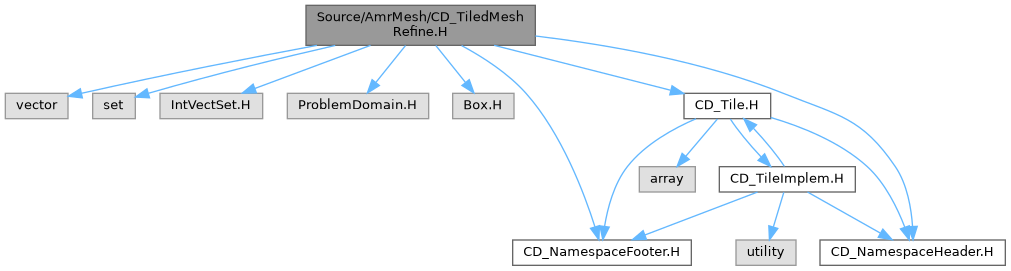 Source/AmrMesh/CD_TiledMesh
Refine.H
vector
set
IntVectSet.H
ProblemDomain.H
Box.H
CD_Tile.H
array
CD_TileImplem.H
CD_NamespaceFooter.H
utility
CD_NamespaceHeader.H